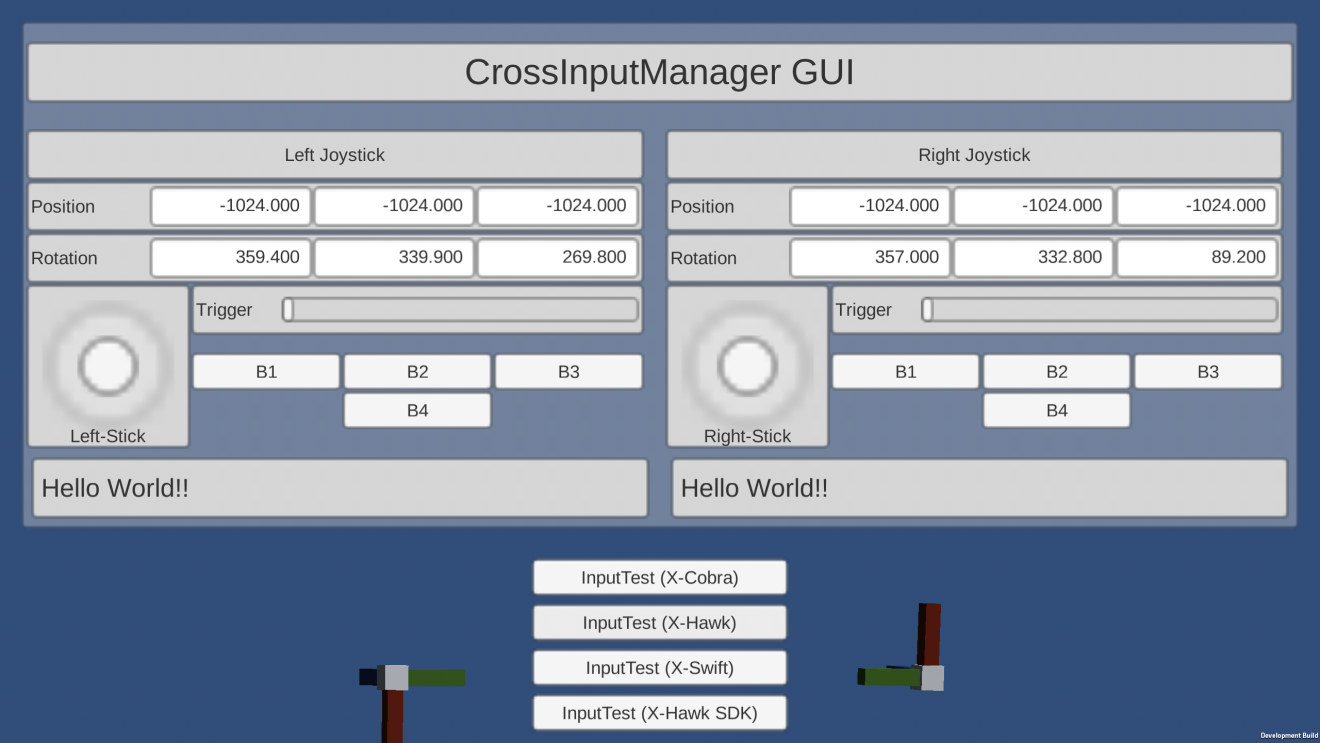 CrossInputManager GUI
Left Joystick
Position -1024.000 -1024.000 -1024.000
Rotation 359.400 339.900 269.800
Trigger
B1 B2 B3
B4
Left-Stick
Hello World!!
Right Joystick
Position -1024.000 -1024.000 -1024.000
Rotation 357.000 332.800 89.200
Trigger
B1 B2 B3
B4
Right-Stick
Hello World!!
InputTest (X-Cobra)
InputTest (X-Hawk)
InputTest (X-Swift)
InputTest (X-Hawk SDK)
Development Build